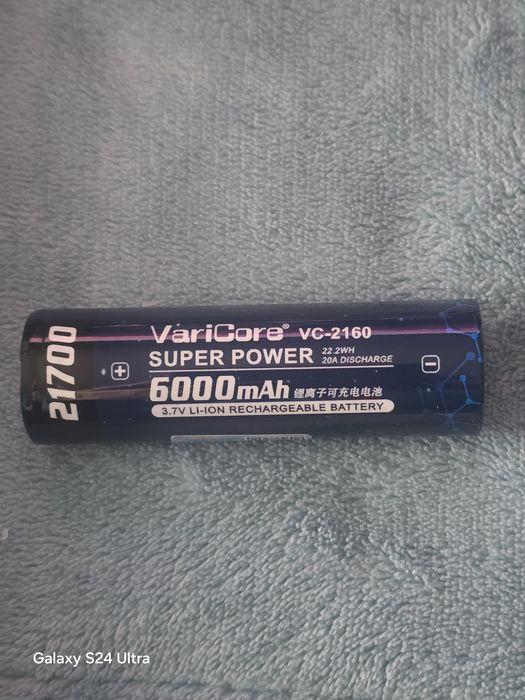 21700
+
VariCore® VC-2160
SUPER POWER 22.2WH
20A DISCHARGE
-
6000mAh 锂离子可充电电池
3.7V LI-ION RECHARGEABLE BATTERY
Galaxy S24 Ultra